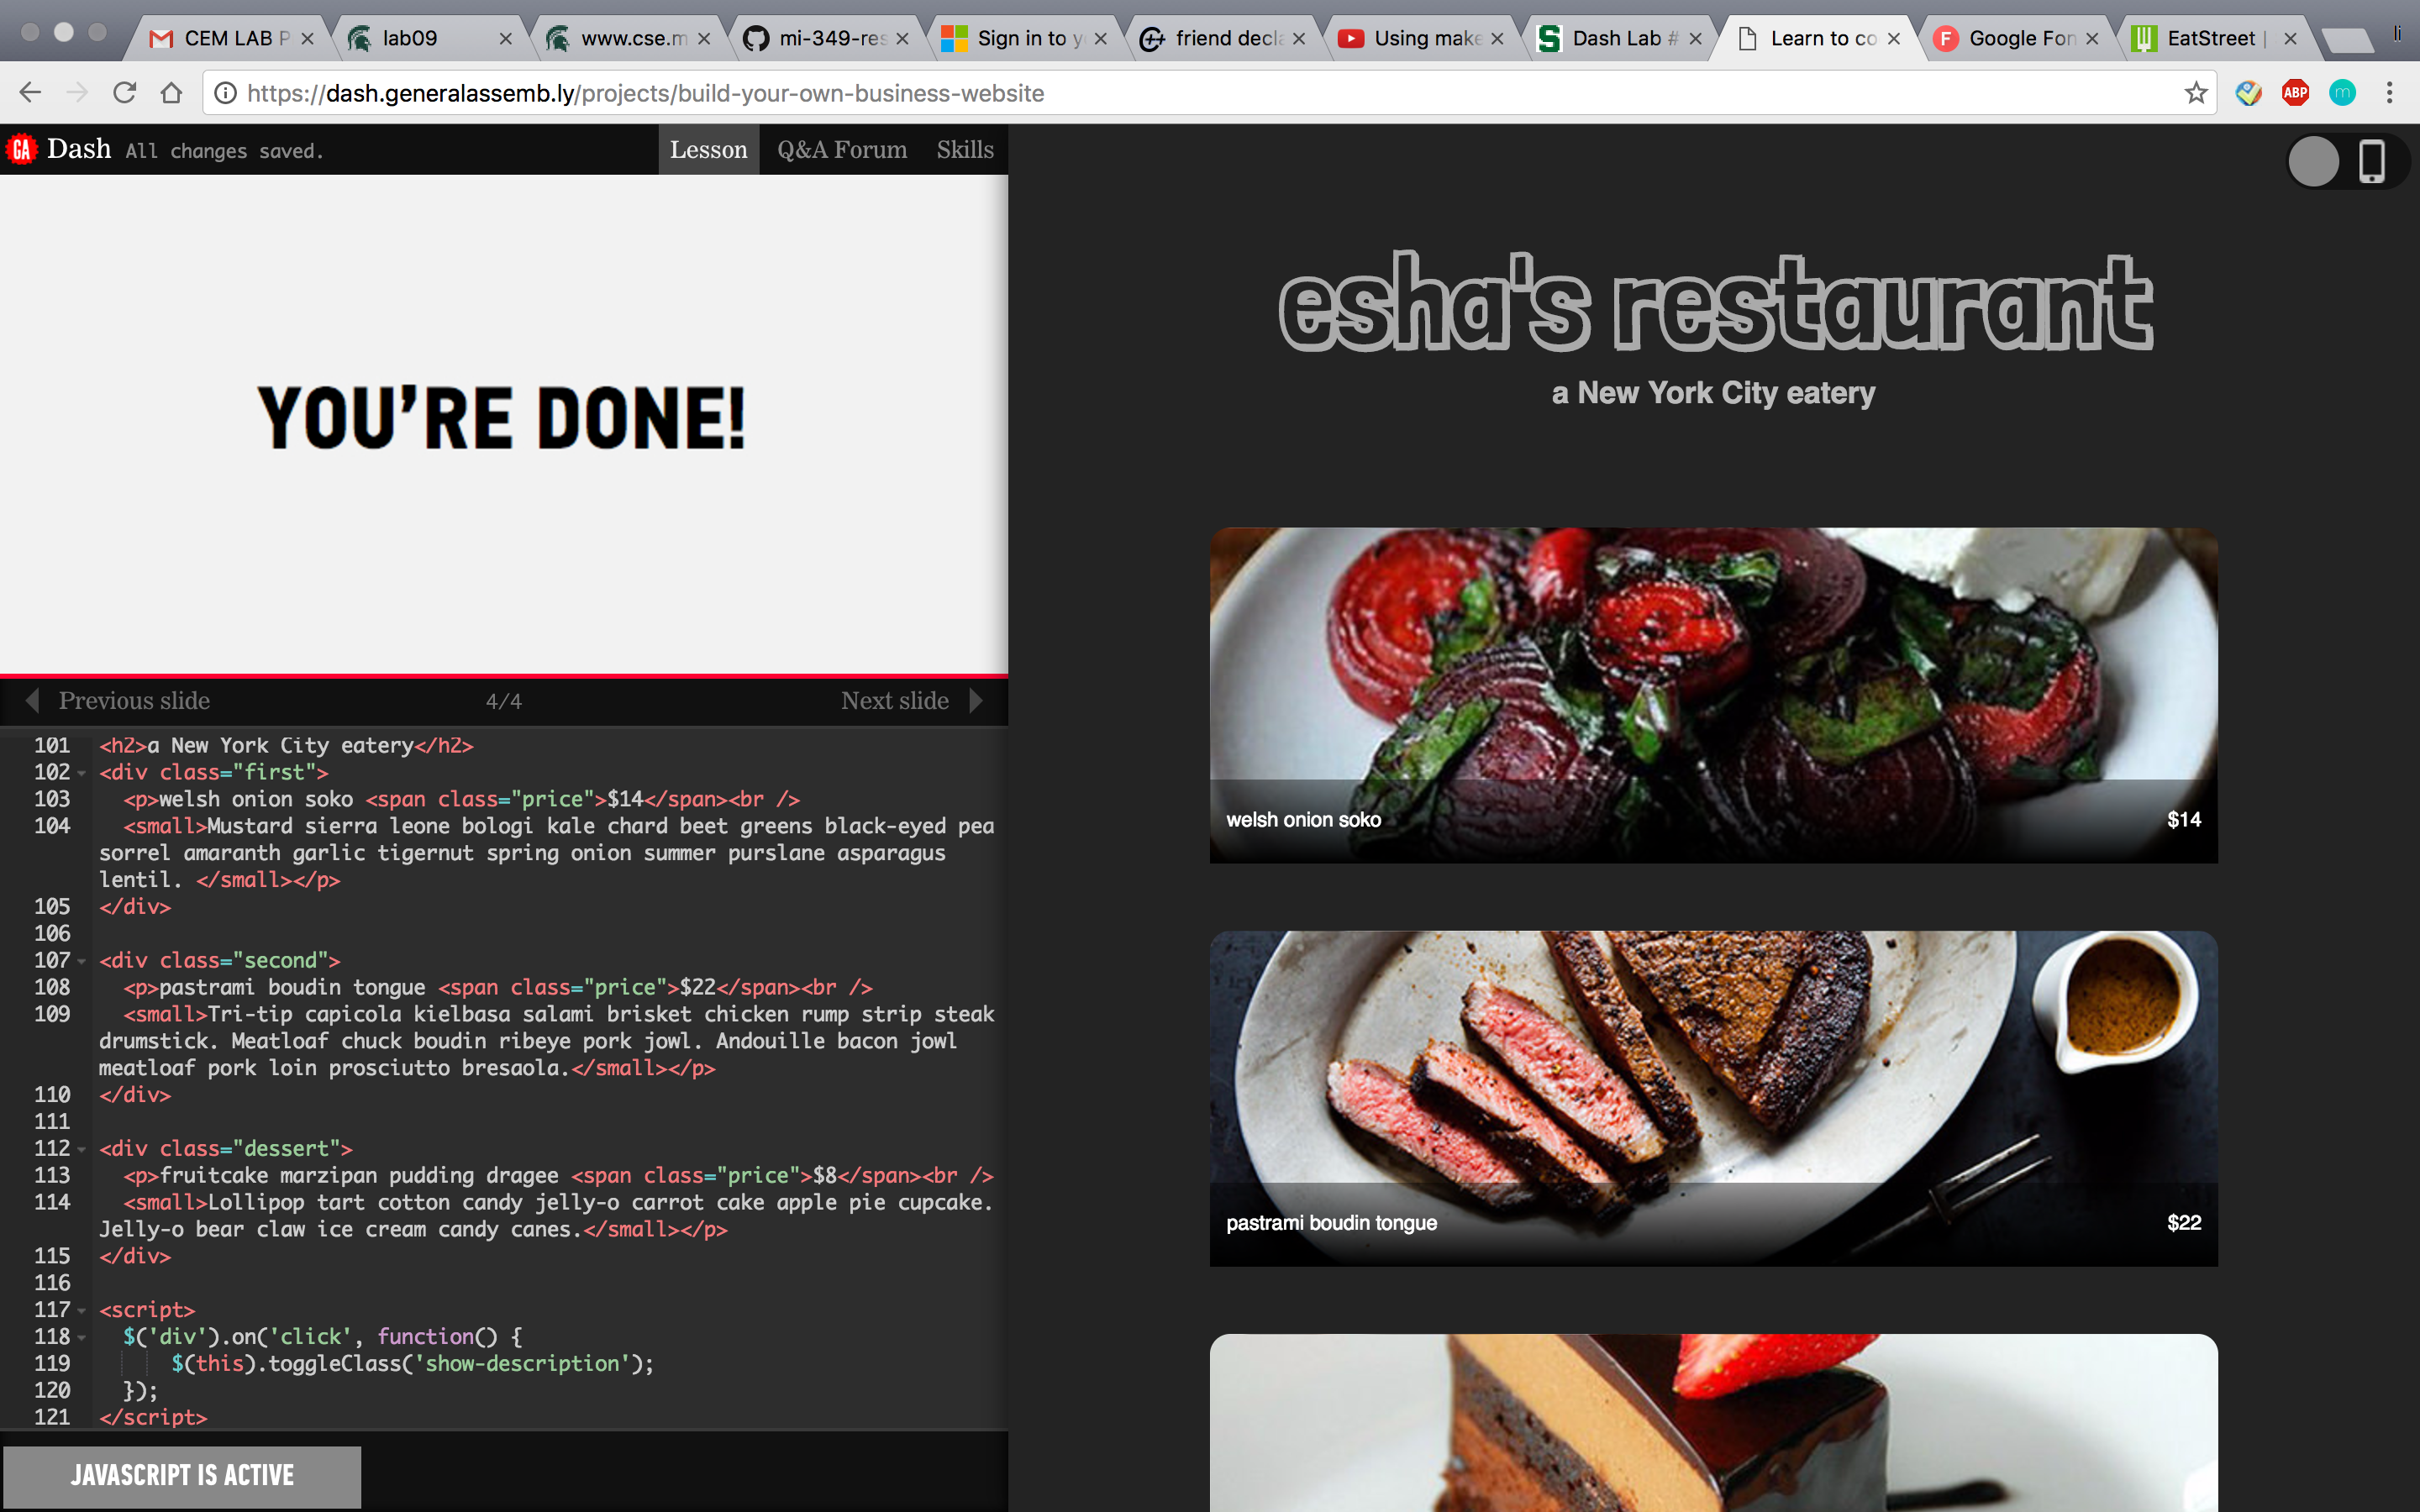 CEM LAB P
lab09
www.cse.m
mi-349-res
Sign in to y
friend decla
Using make
Dash Lab #
Learn to co
Google Fon
EatStreet |
li
https://dash.generalassemb.ly/projects/build-your-own-business-website
ABP
m
GA
Dash All changes saved.
Lesson Q&A Forum Skills
YOU'RE DONE!
Previous slide 4/4 Next slide
101 <h2>a New York City eatery</h2>
102 <div class="first">
103 <p>welsh onion soko <span class="price">$14</span><br />
104 <small>Mustard sierra leone bologi kale chard beet greens black-eyed pea
sorrel amaranth garlic tigernut spring onion summer purslane asparagus
lentil. </small></p>
105 </div>
106
107 <div class="second">
108 <p>pastrami boudin tongue <span class="price">$22</span><br />
109 <small>Tri-tip capicola kielbasa salami brisket chicken rump strip steak
drumstick. Meatloaf chuck boudin ribeye pork jowl. Andouille bacon jowl
meatloaf pork loin prosciutto bresaola.</small></p>
110 </div>
111
112 <div class="dessert">
113 <p>fruitcake marzipan pudding dragee <span class="price">$8</span><br />
114 <small>Lollipop tart cotton candy jelly-o carrot cake apple pie cupcake.
Jelly-o bear claw ice cream candy canes.</small></p>
115 </div>
116
117 <script>
118 $('div').on('click', function() {
119 $(this).toggleClass('show-description');
120 });
121 </script>
JAVASCRIPT IS ACTIVE
esha's restaurant
a New York City eatery
welsh onion soko $14
pastrami boudin tongue $22